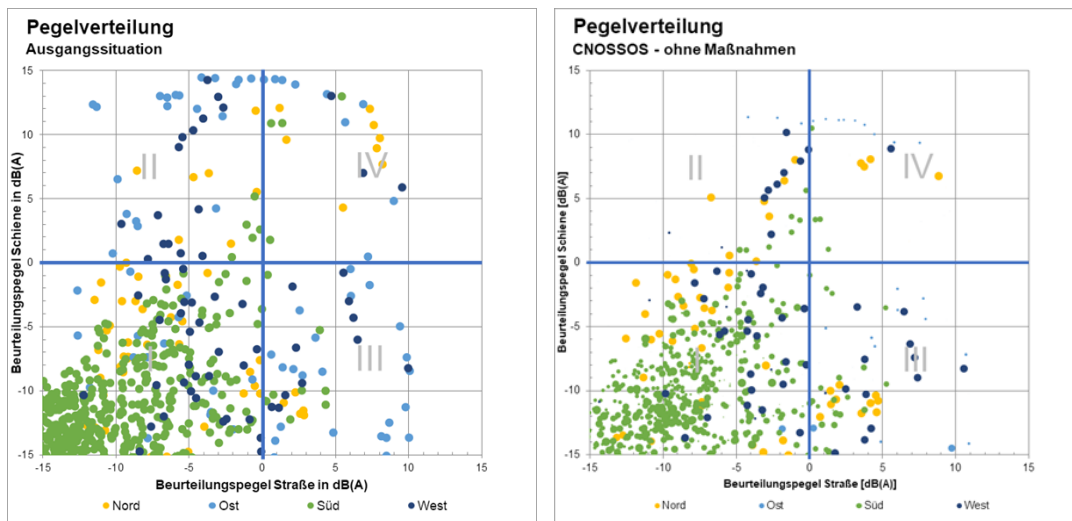 Pegelverteilung
Ausgangssituation
Beurteilungspegel Schiene in dB(A)
15
10
5
0
-5
-10
-15
-15
-10
-5
0
5
10
15
II
IV
I
III
Beurteilungspegel Straße in dB(A)
Nord
Ost
Süd
West
Pegelverteilung
CNOSSOS - ohne Maßnahmen
Beurteilungspegel Schiene [dB(A)]
15
10
5
0
-5
-10
-15
-15
-10
-5
0
5
10
15
II
IV
I
III
Beurteilungspegel Straße [dB(A)]
Nord
Ost
Süd
West